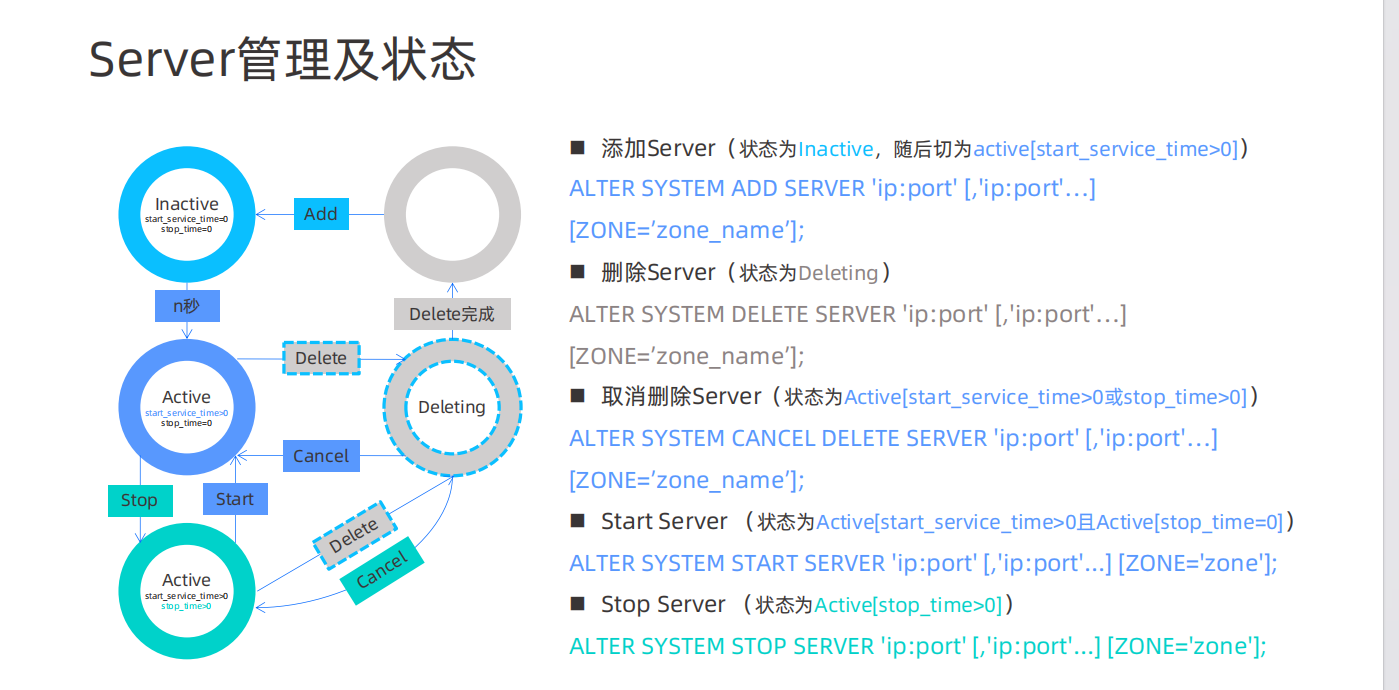 Server管理及状态
Inactive
start_service_time=0
stop_time=0
Add
n秒
Delete完成
Active
start_service_time>0
stop_time=0
Delete
Deleting
Cancel
Stop
Start
Delete
Cancel
Active
start_service_time>0
stop_time>0
■ 添加Server（状态为Inactive，随后切为active[start_service_time>0]）
ALTER SYSTEM ADD SERVER 'ip:port' [,'ip:port'…]
[ZONE=’zone_name’];
■ 删除Server（状态为Deleting）
ALTER SYSTEM DELETE SERVER 'ip:port' [,'ip:port'…]
[ZONE=’zone_name’];
■ 取消删除Server（状态为Active[start_service_time>0或stop_time>0]）
ALTER SYSTEM CANCEL DELETE SERVER 'ip:port' [,'ip:port'…]
[ZONE=’zone_name’];
■ Start Server （状态为Active[start_service_time>0且Active[stop_time=0]）
ALTER SYSTEM START SERVER 'ip:port' [,'ip:port'...] [ZONE='zone'];
■ Stop Server （状态为Active[stop_time>0]）
ALTER SYSTEM STOP SERVER 'ip:port' [,'ip:port'...] [ZONE='zone'];